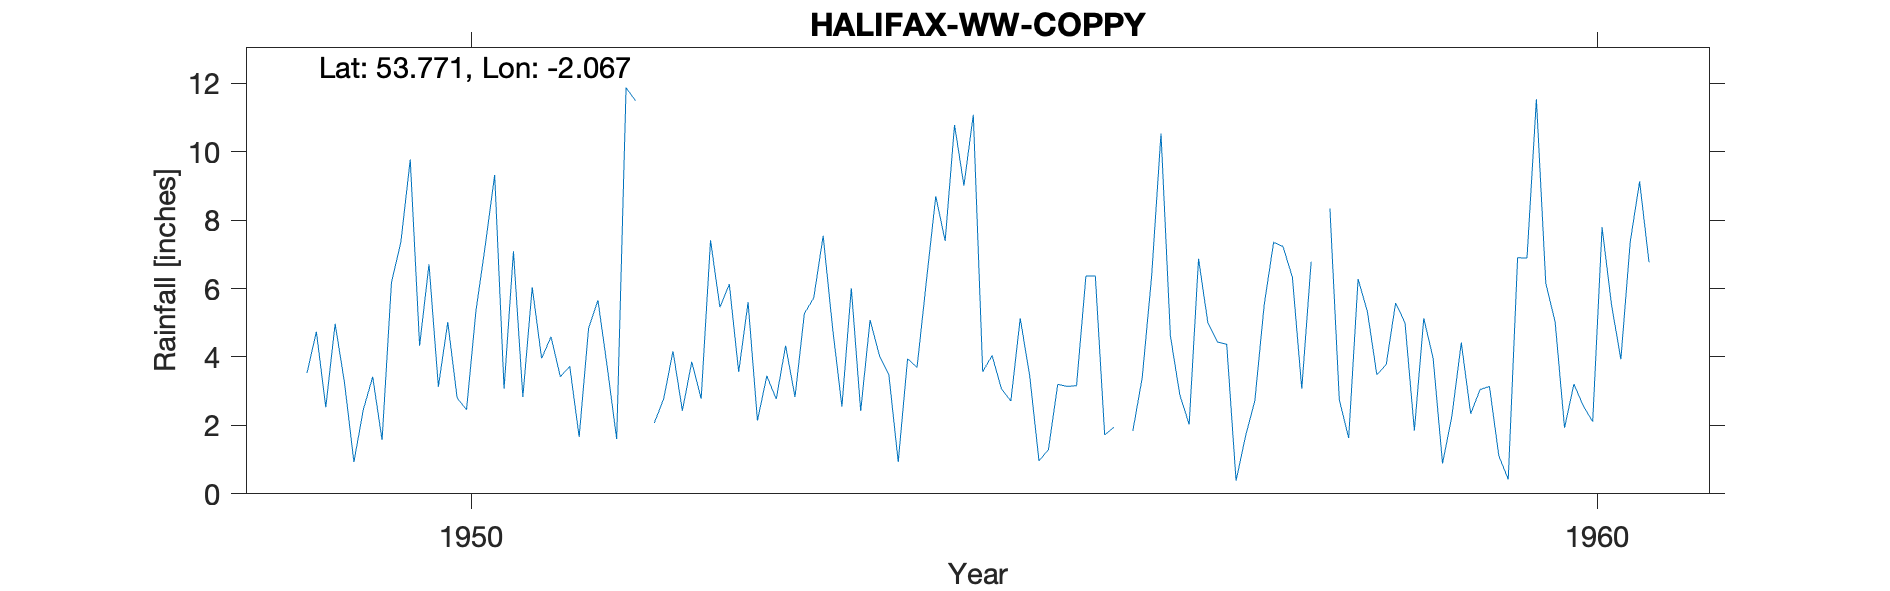 HALIFAX-WW-COPPY
Lat: 53.771, Lon: -2.067
12
10
8
6
4
2
0
Rainfall [inches]
1950 1960
Year